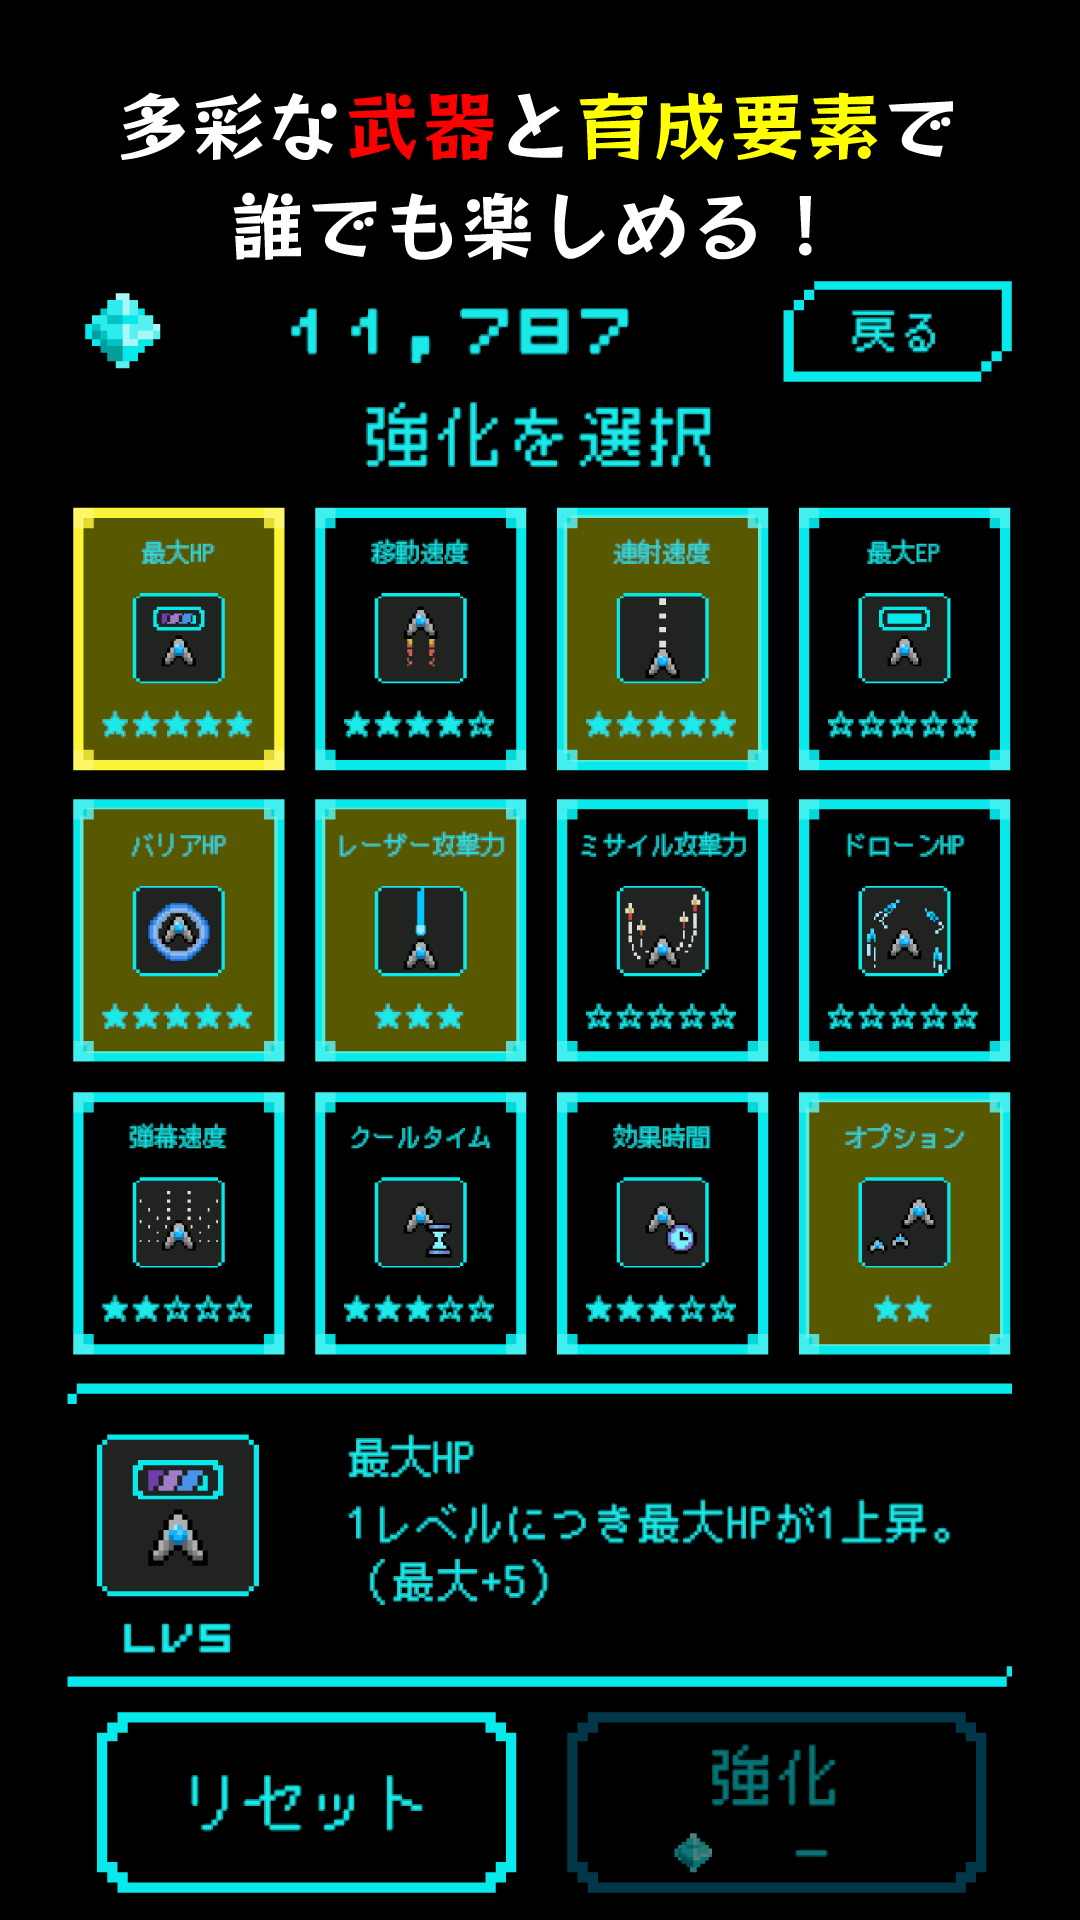 多彩な武器と育成要素で
誰でも楽しめる！
11,787
戻る
強化を選択
最大HP
移動速度
連射速度
最大EP
★★★★★
★★★★☆
★★★★★
☆☆☆☆☆
バリアHP
レーザー攻撃力
ミサイル攻撃力
ドローンHP
★★★★★
★★★
☆☆☆☆☆
☆☆☆☆☆
弾幕速度
クールタイム
効果時間
オプション
★★☆☆☆
★★★☆☆
★★★☆☆
★★
最大HP
1レベルにつき最大HPが1上昇。
（最大+5）
LV5
リセット
強化
-